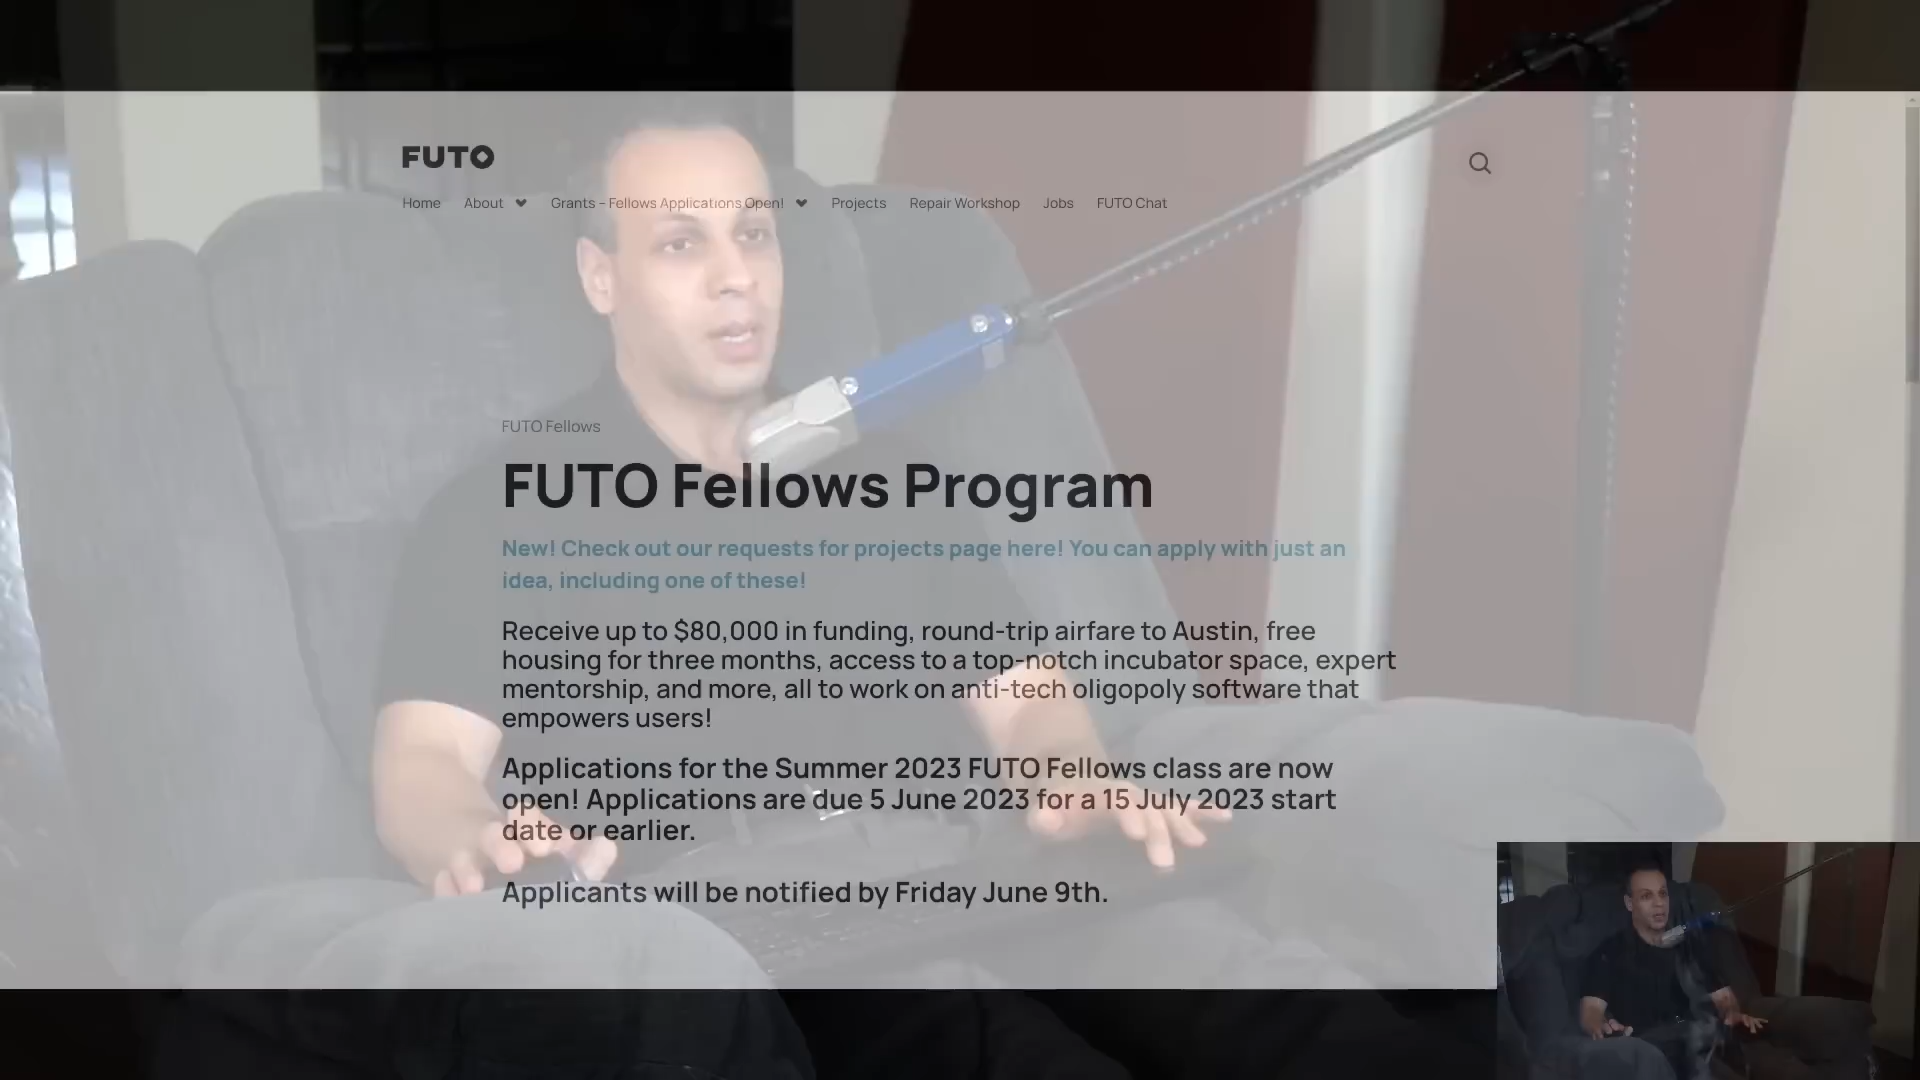 FUTO
Home About Grants – Fellows Applications Open! Projects Repair Workshop Jobs FUTO Chat
FUTO Fellows
FUTO Fellows Program
New! Check out our requests for projects page here! You can apply with just an
idea, including one of these!
Receive up to $80,000 in funding, round-trip airfare to Austin, free
housing for three months, access to a top-notch incubator space, expert
mentorship, and more, all to work on anti-tech oligopoly software that
empowers users!
Applications for the Summer 2023 FUTO Fellows class are now
open! Applications are due 5 June 2023 for a 15 July 2023 start
date or earlier.
Applicants will be notified by Friday June 9th.